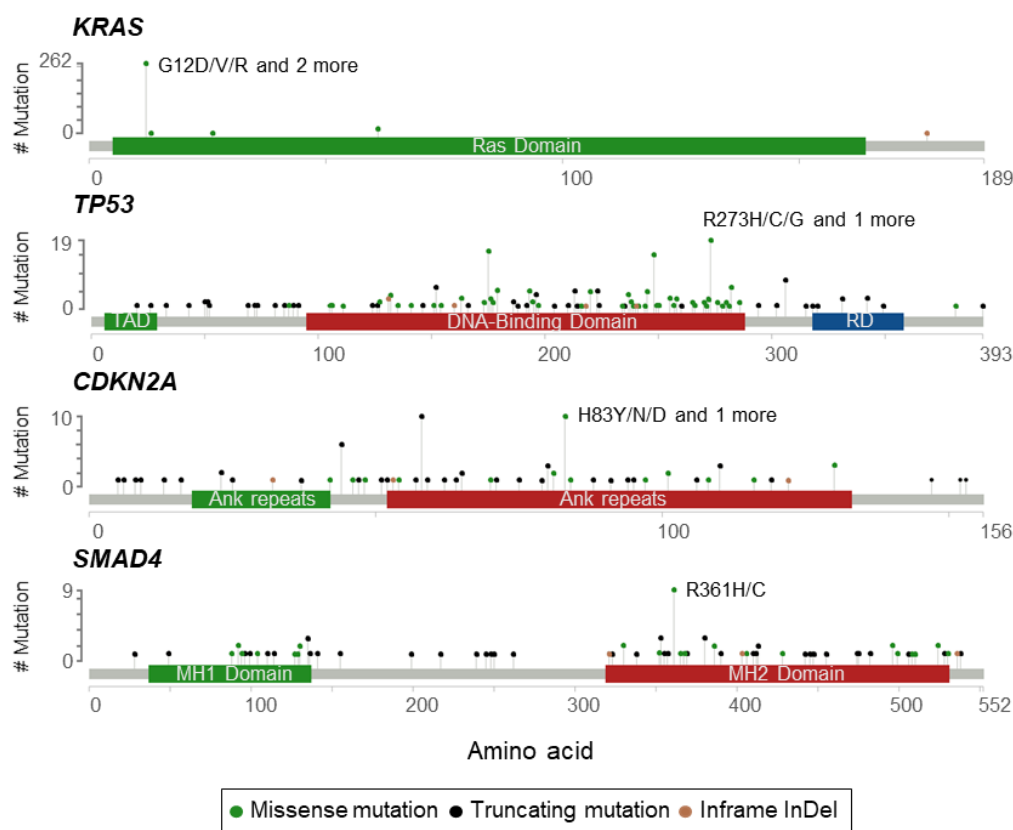 KRAS
# Mutation
262
0
G12D/V/R and 2 more
Ras Domain
0 100 189
TP53
# Mutation
19
0
R273H/C/G and 1 more
TAD DNA-Binding Domain RD
0 100 200 300 393
CDKN2A
# Mutation
10
0
H83Y/N/D and 1 more
Ank repeats Ank repeats
0 100 156
SMAD4
# Mutation
9
0
R361H/C
MH1 Domain MH2 Domain
0 100 200 300 400 500 552
Amino acid
Missense mutation Truncating mutation Inframe InDel